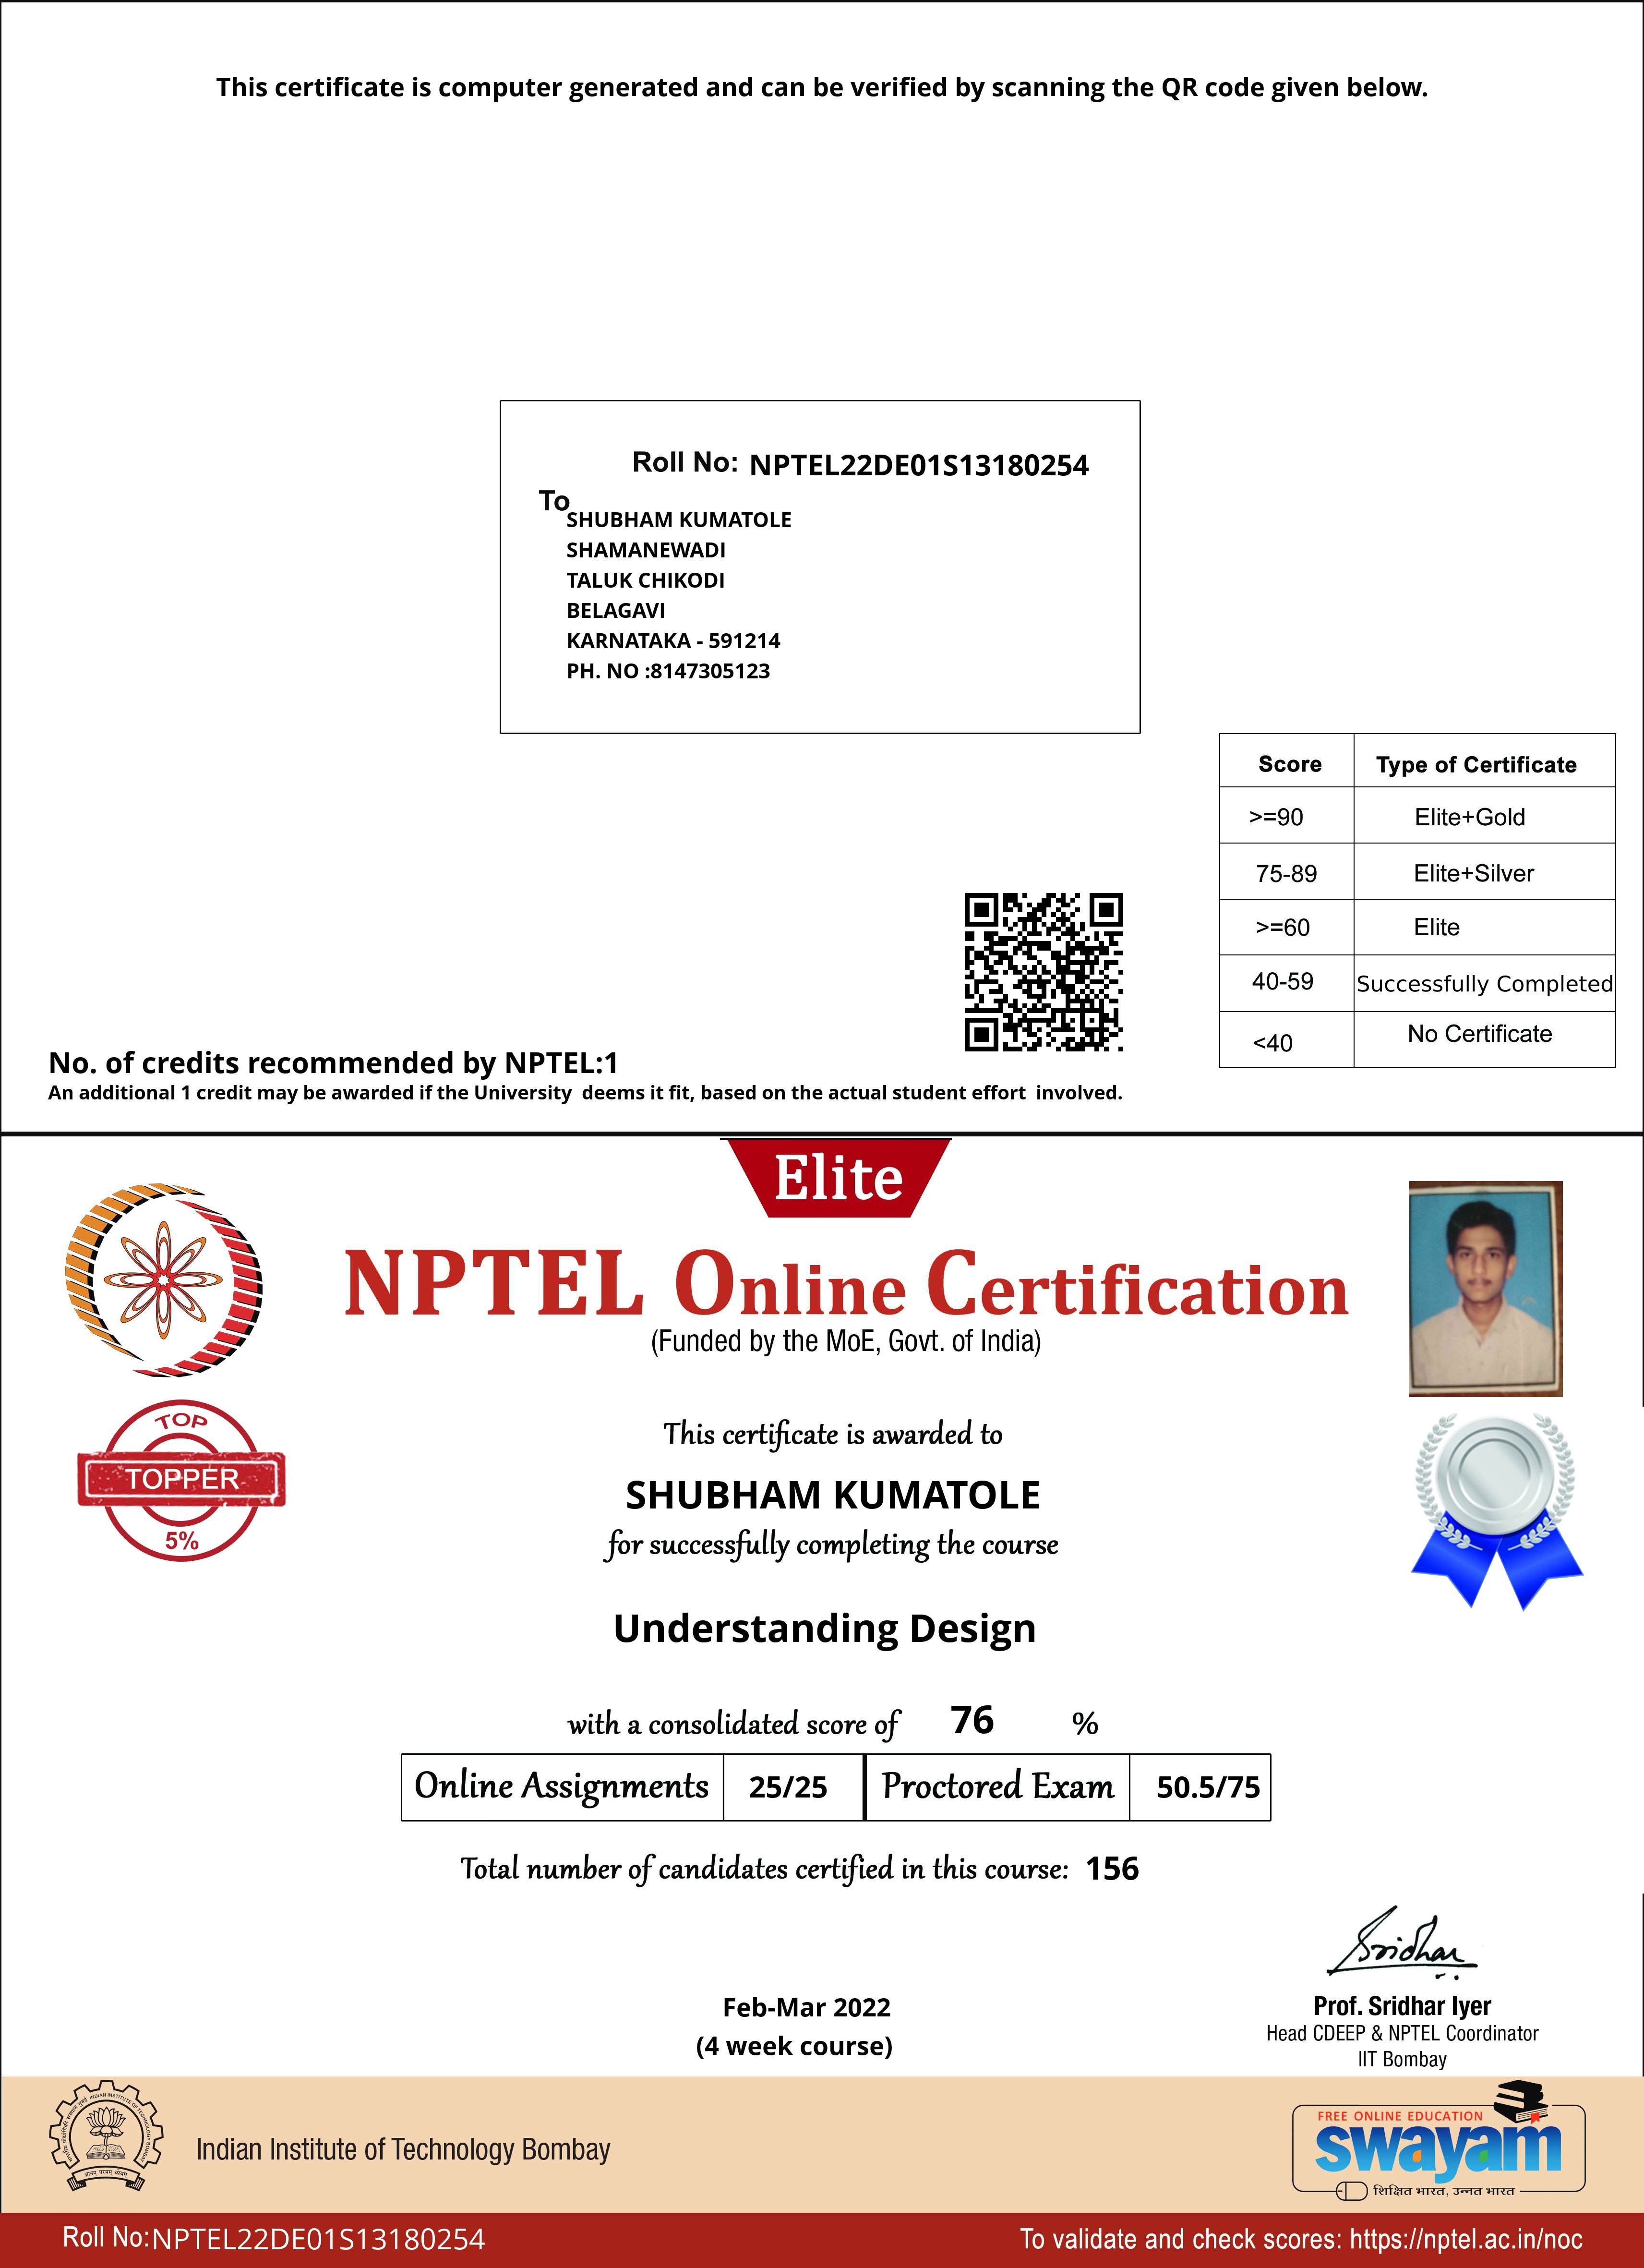 This certificate is computer generated and can be verified by scanning the QR code given below.
Roll No: NPTEL22DE01S13180254
To
SHUBHAM KUMATOLE
SHAMANEWADI
TALUK CHIKODI
BELAGAVI
KARNATAKA - 591214
PH. NO :8147305123
Score Type of Certificate
>=90 Elite+Gold
75-89 Elite+Silver
>=60 Elite
40-59 Successfully Completed
<40 No Certificate
No. of credits recommended by NPTEL:1
An additional 1 credit may be awarded if the University deems it fit, based on the actual student effort involved.
Elite
NPTEL Online Certification
(Funded by the MoE, Govt. of India)
TOP
TOPPER
5%
This certificate is awarded to
SHUBHAM KUMATOLE
for successfully completing the course
Understanding Design
with a consolidated score of 76 %
Online Assignments 25/25 Proctored Exam 50.5/75
Total number of candidates certified in this course: 156
Sridhar
Feb-Mar 2022
(4 week course)
Prof. Sridhar Iyer
Head CDEEP & NPTEL Coordinator
IIT Bombay
INDIAN INSTITUTE OF TECHNOLOGY BOMBAY
ज्ञानम् परमम् ध्येयम्
Indian Institute of Technology Bombay
FREE ONLINE EDUCATION
swayam
शिक्षित भारत, उन्नत भारत
Roll No:NPTEL22DE01S13180254
To validate and check scores: https://nptel.ac.in/noc